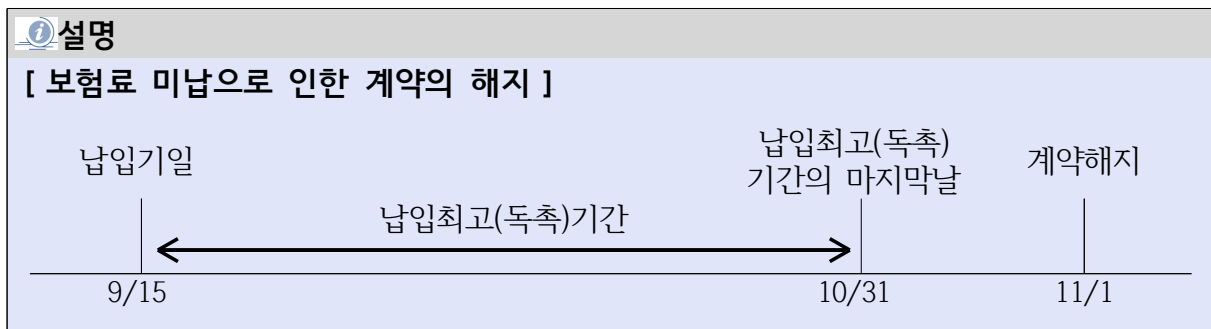 설명
[ 보험료 미납으로 인한 계약의 해지 ]
납입기일
납입최고(독촉)
기간의 마지막날
계약해지
납입최고(독촉)기간
9/15
10/31
11/1